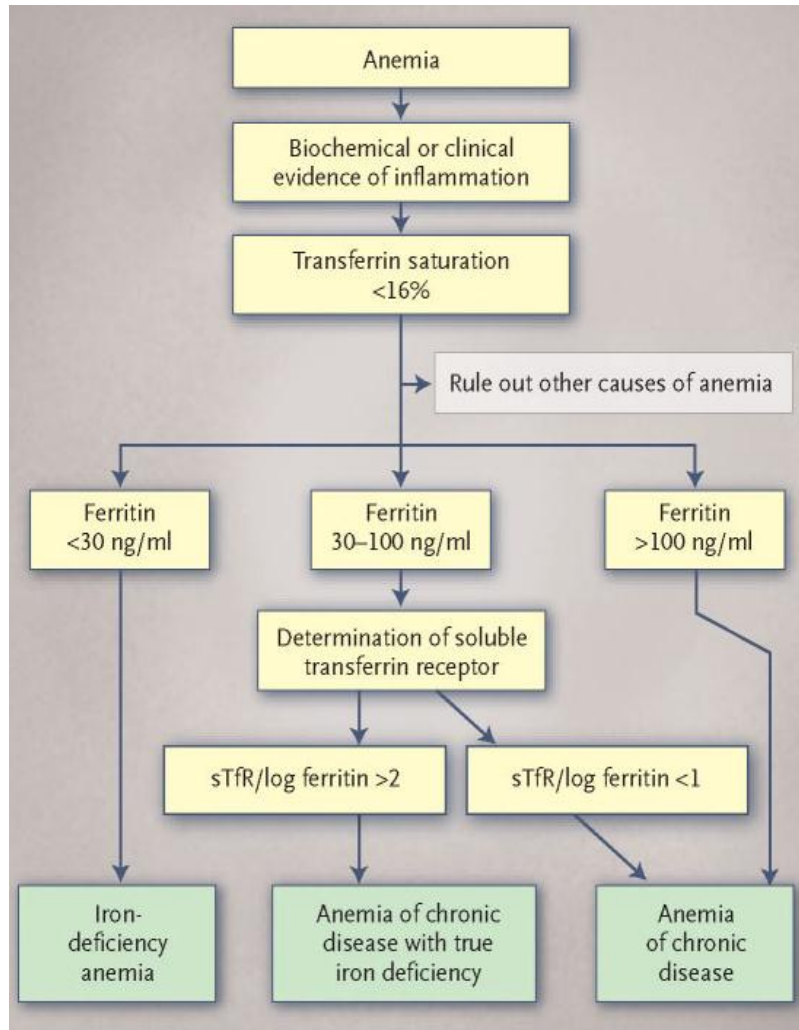 Anemia
Biochemical or clinical
evidence of inflammation
Transferrin saturation
<16%
Rule out other causes of anemia
Ferritin
<30 ng/ml
Ferritin
30–100 ng/ml
Ferritin
>100 ng/ml
Determination of soluble
transferrin receptor
sTfR/log ferritin >2
sTfR/log ferritin <1
Iron-
deficiency
anemia
Anemia of chronic
disease with true
iron deficiency
Anemia
of chronic
disease